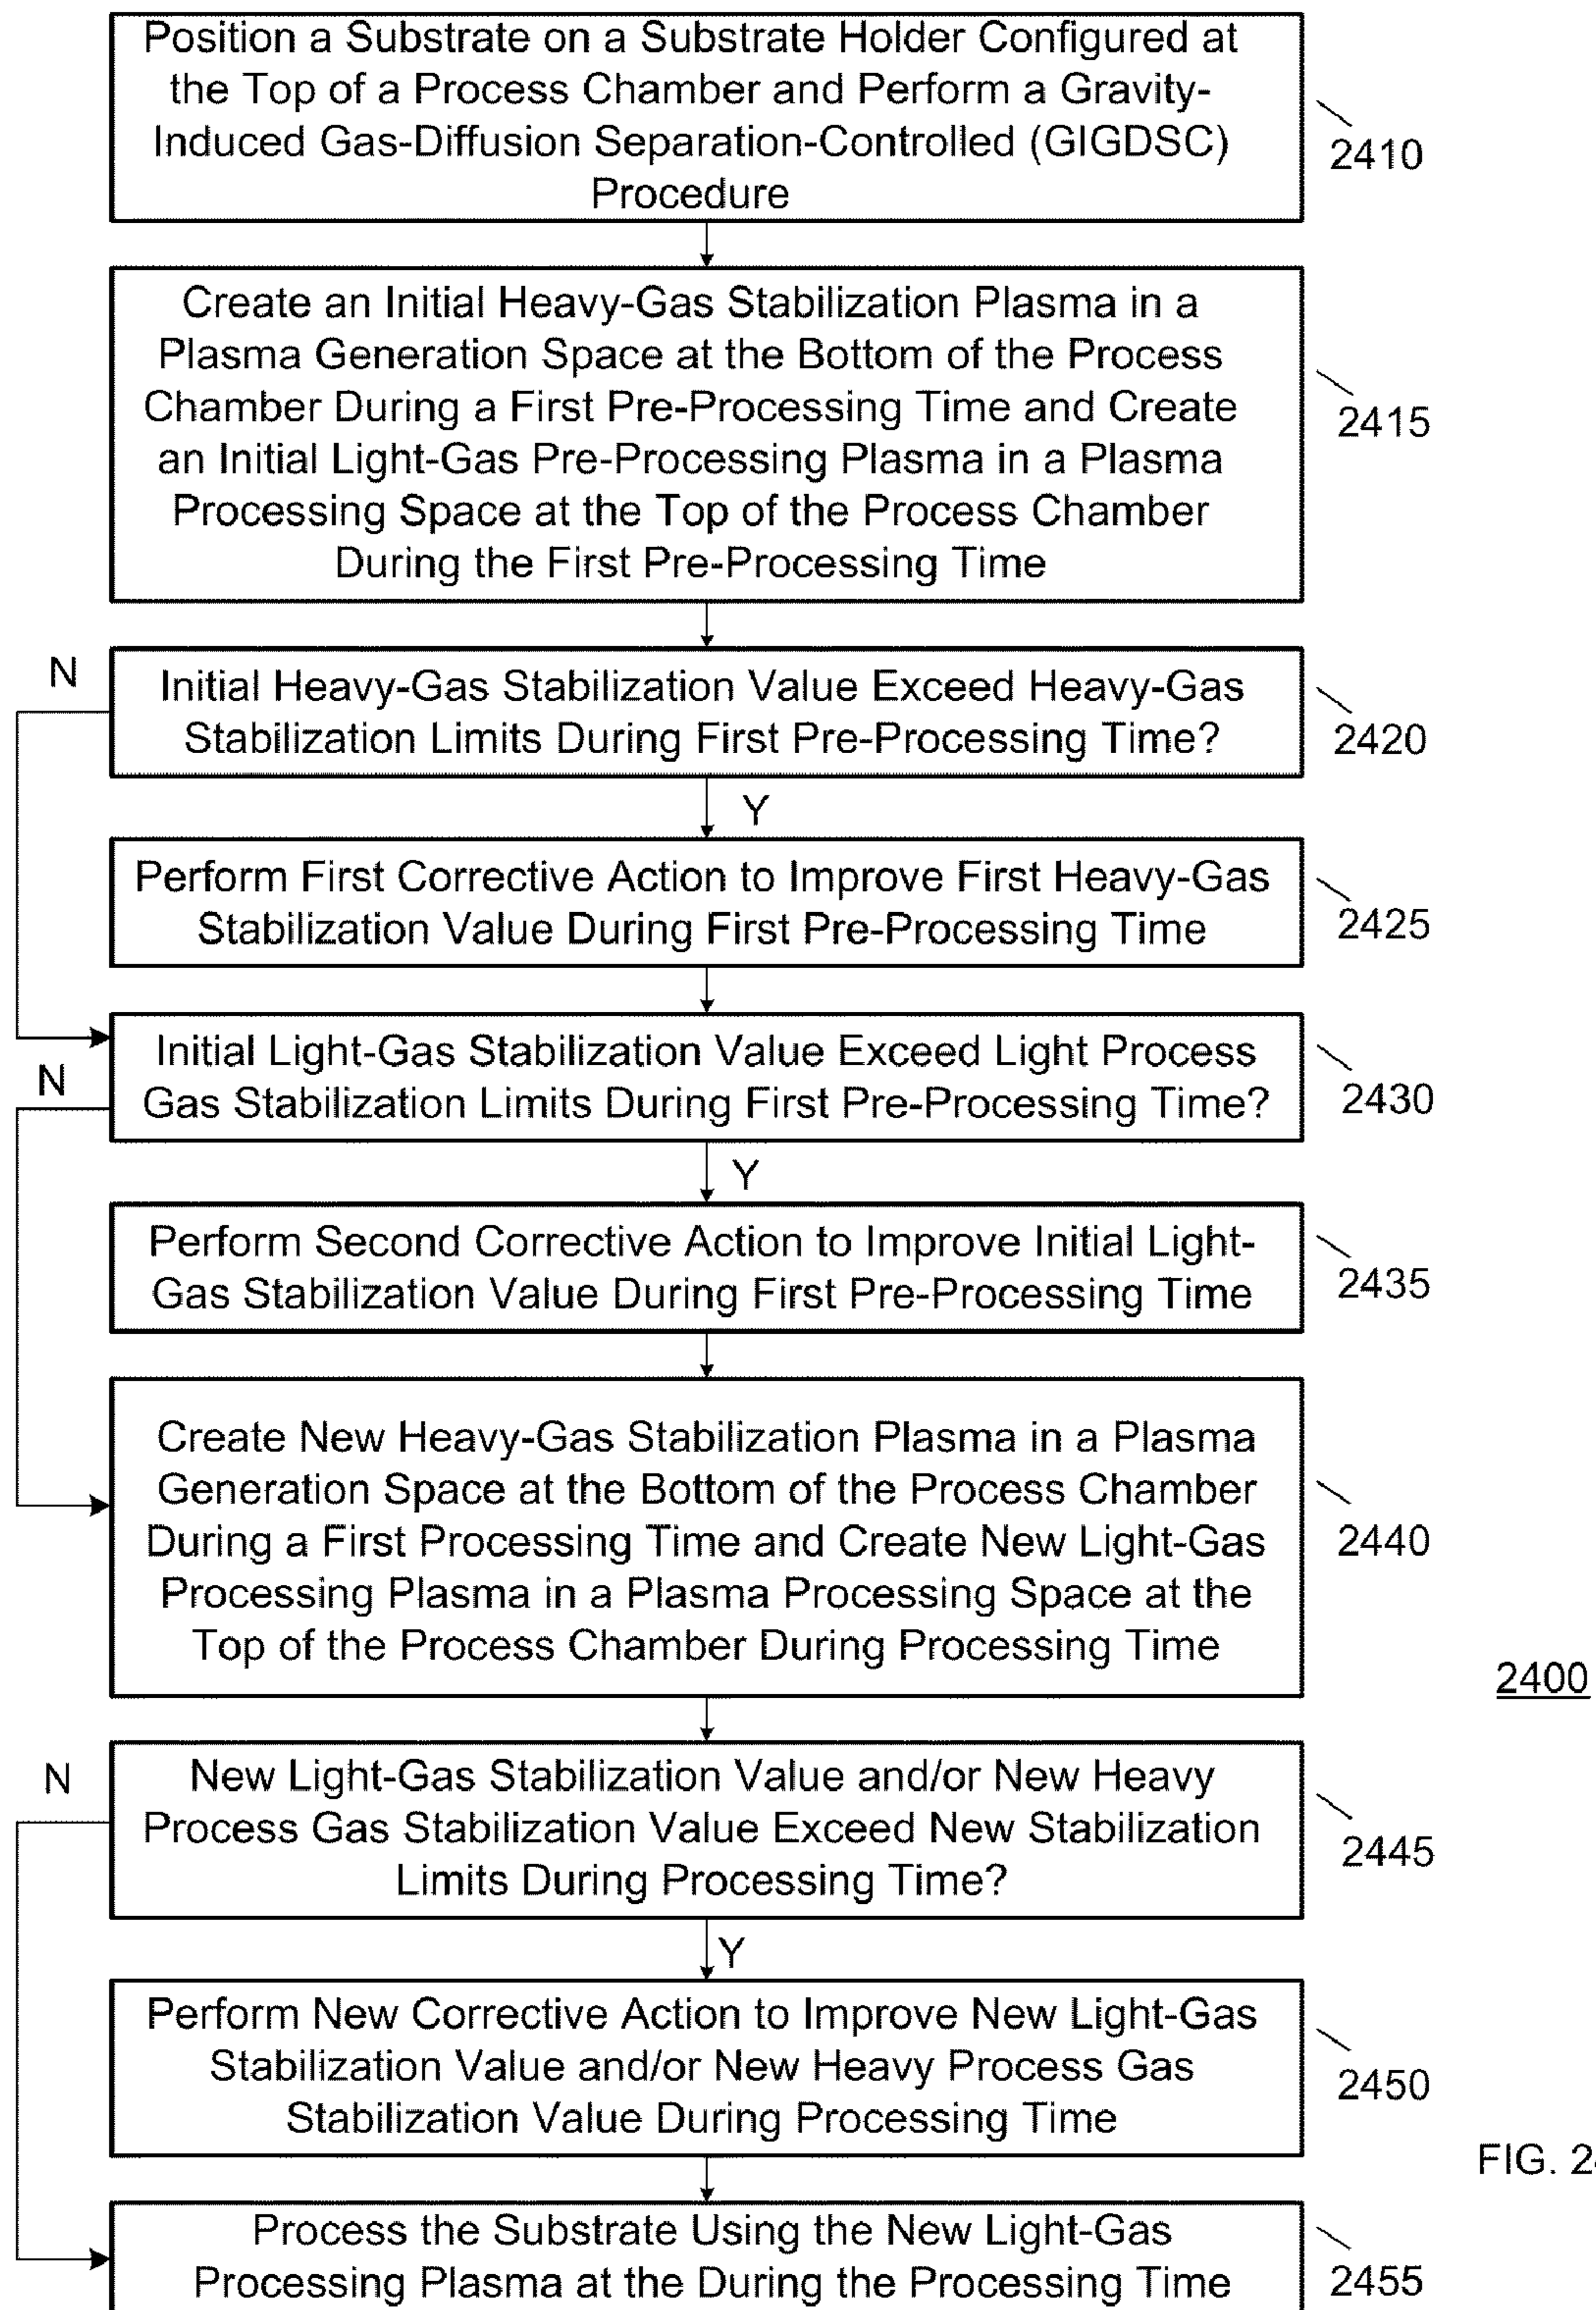 Position a Substrate on a Substrate Holder Configured at
the Top of a Process Chamber and Perform a Gravity-
Induced Gas-Diffusion Separation-Controlled (GIGDSC)
Procedure
2410
Create an Initial Heavy-Gas Stabilization Plasma in a
Plasma Generation Space at the Bottom of the Process
Chamber During a First Pre-Processing Time and Create
an Initial Light-Gas Pre-Processing Plasma in a Plasma
Processing Space at the Top of the Process Chamber
During the First Pre-Processing Time
2415
N
Initial Heavy-Gas Stabilization Value Exceed Heavy-Gas
Stabilization Limits During First Pre-Processing Time?
2420
Y
Perform First Corrective Action to Improve First Heavy-Gas
Stabilization Value During First Pre-Processing Time
2425
N
Initial Light-Gas Stabilization Value Exceed Light Process
Gas Stabilization Limits During First Pre-Processing Time?
2430
Y
Perform Second Corrective Action to Improve Initial Light-
Gas Stabilization Value During First Pre-Processing Time
2435
Create New Heavy-Gas Stabilization Plasma in a Plasma
Generation Space at the Bottom of the Process Chamber
During a First Processing Time and Create New Light-Gas
Processing Plasma in a Plasma Processing Space at the
Top of the Process Chamber During Processing Time
2440
2400
N
New Light-Gas Stabilization Value and/or New Heavy
Process Gas Stabilization Value Exceed New Stabilization
Limits During Processing Time?
2445
Y
Perform New Corrective Action to Improve New Light-Gas
Stabilization Value and/or New Heavy Process Gas
Stabilization Value During Processing Time
2450
FIG.
Process the Substrate Using the New Light-Gas
Processing Plasma at the During the Processing Time
2455